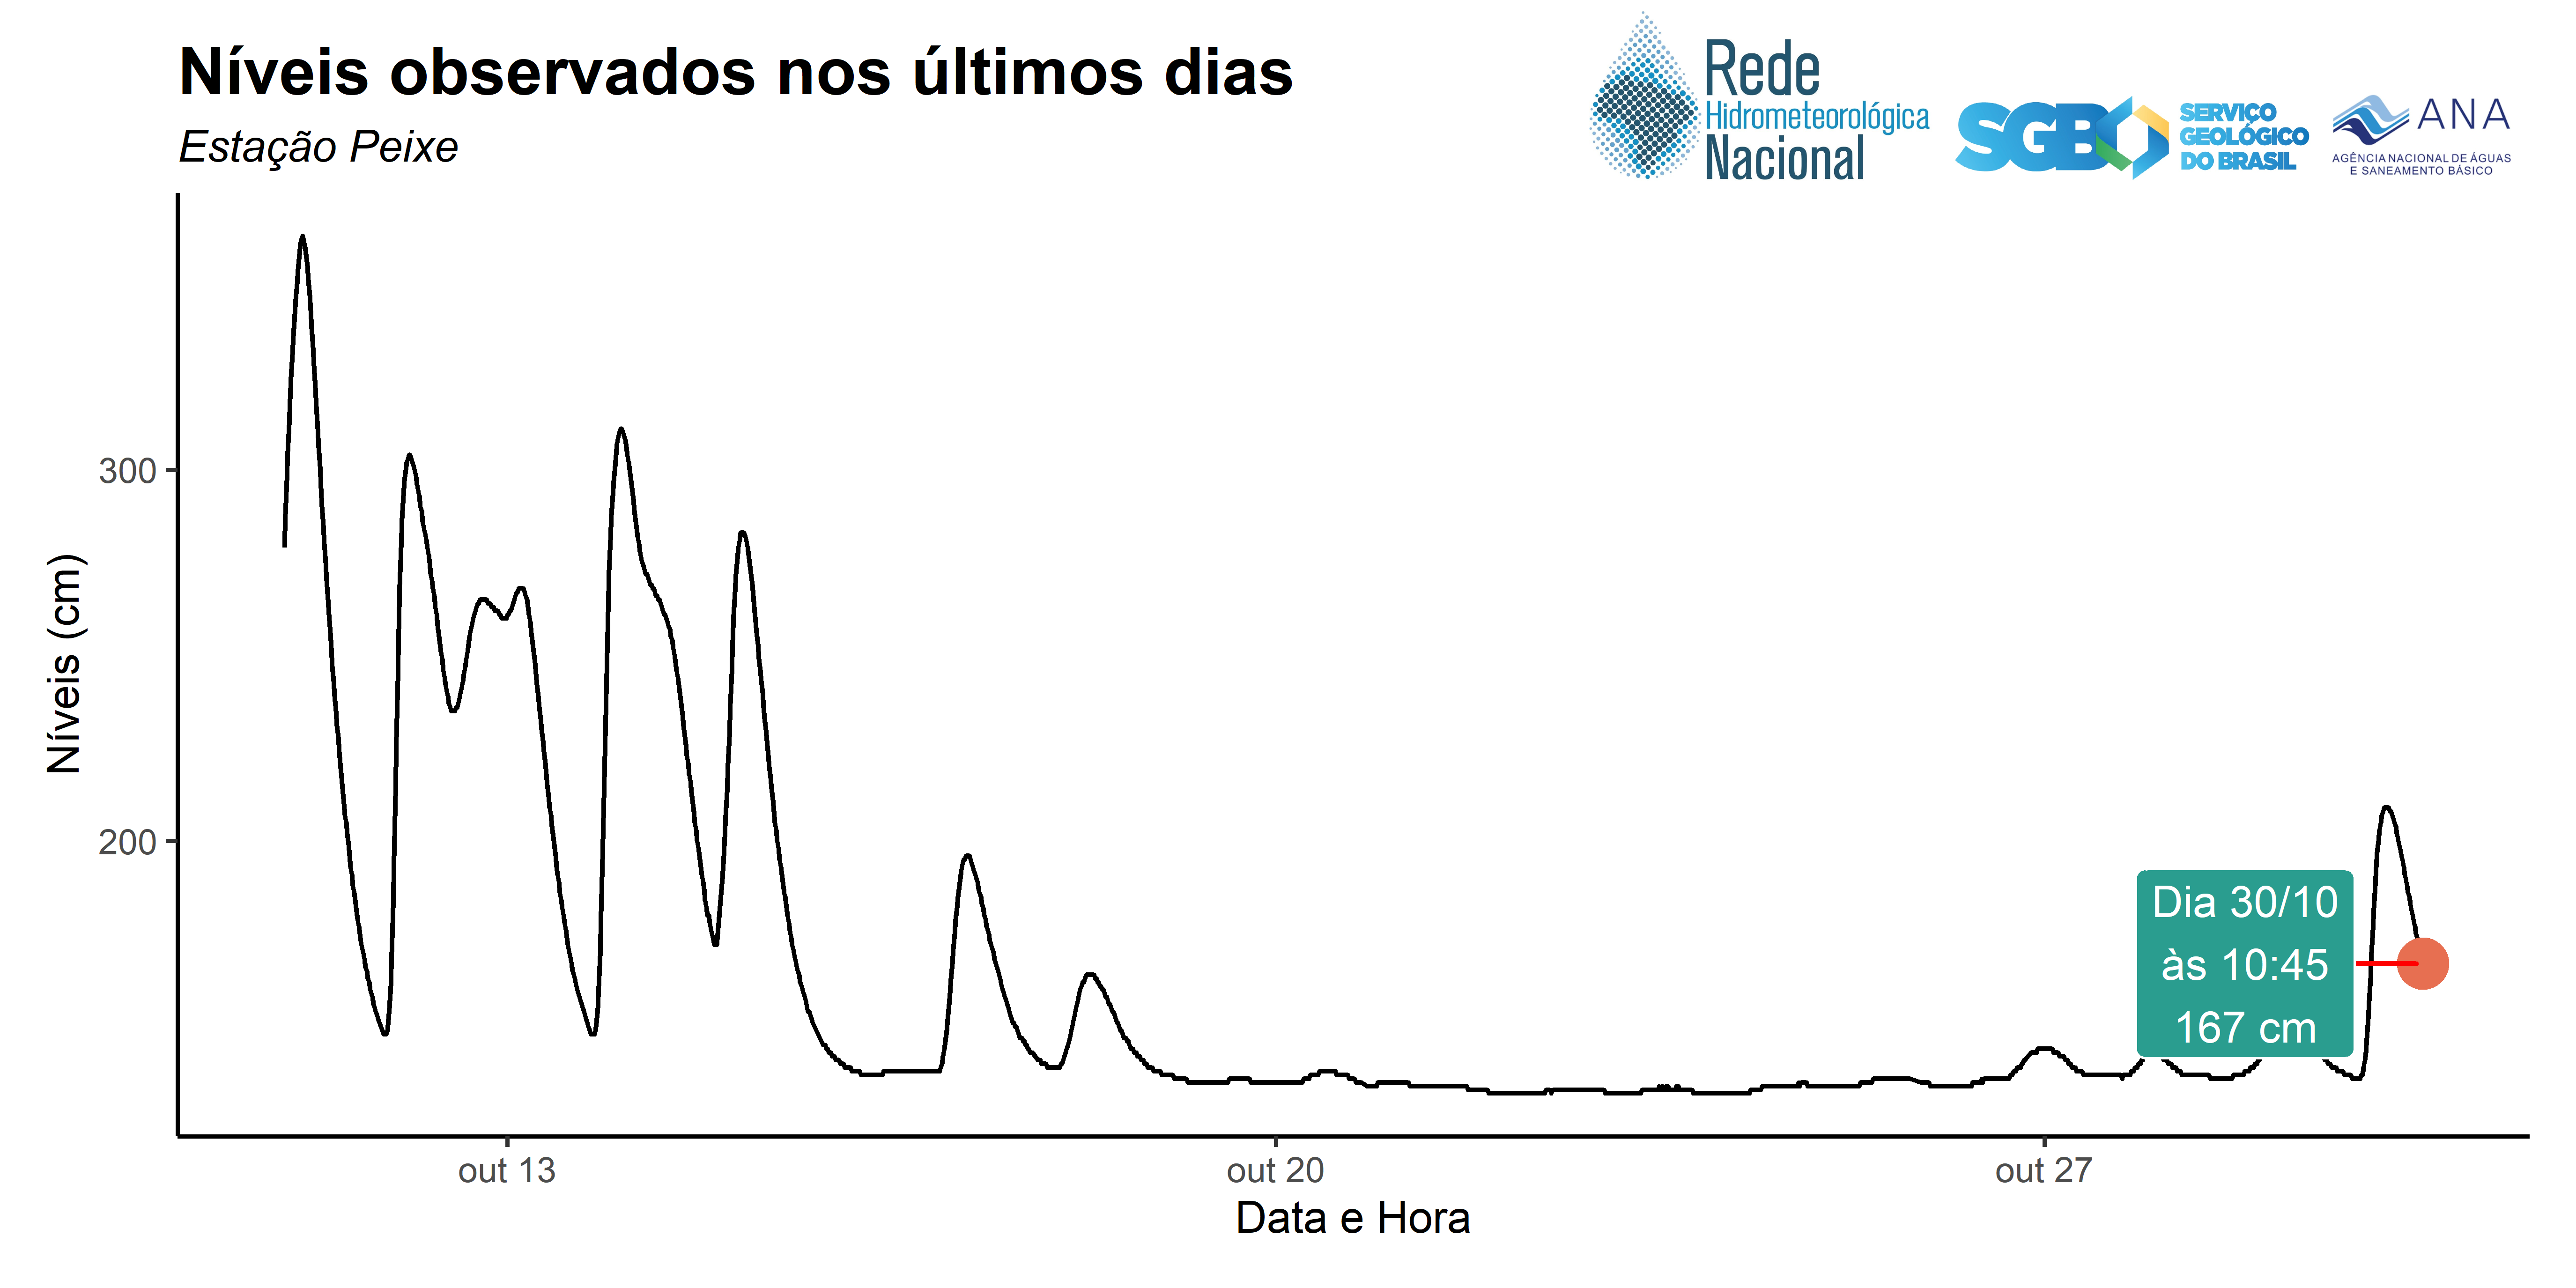 Níveis observados nos últimos dias
Estação Peixe
Rede
Hidrometeorológica
Nacional
SGB
SERVIÇO
GEOLÓGICO
DO BRASIL
ANA
AGÊNCIA NACIONAL DE ÁGUAS
E SANEAMENTO BÁSICO
Níveis (cm)
300
200
Dia 30/10
às 10:45
167 cm
out 13
out 20
out 27
Data e Hora